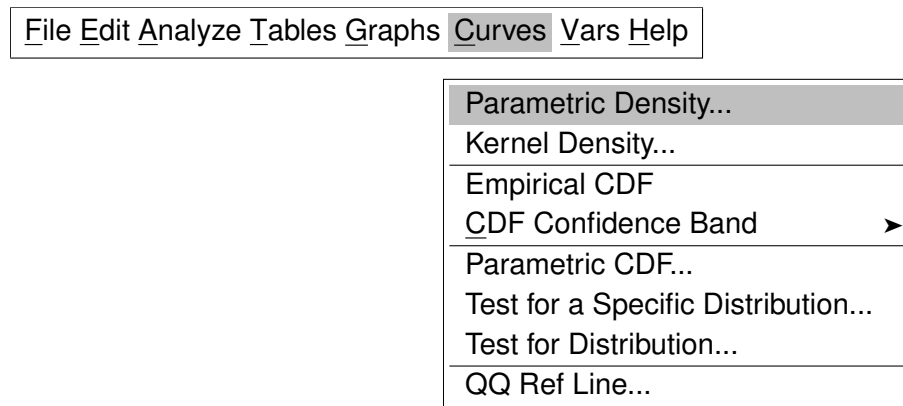 File Edit Analyze Tables Graphs Curves Vars Help
Parametric Density...
Kernel Density...
Empirical CDF
CDF Confidence Band
Parametric CDF...
Test for a Specific Distribution...
Test for Distribution...
QQ Ref Line...